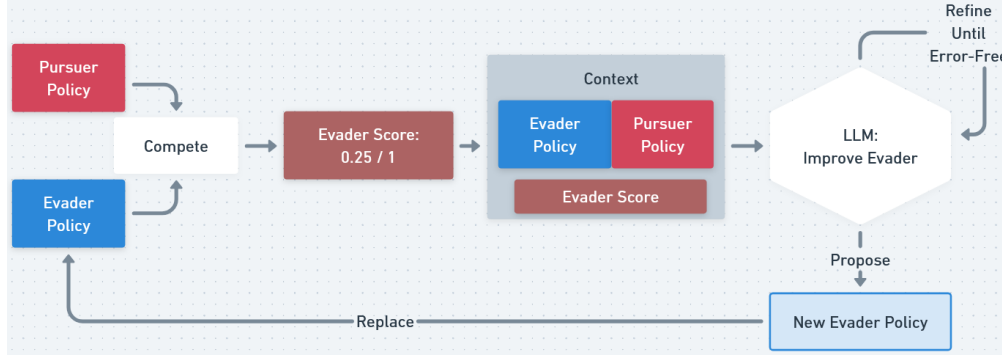 Pursuer
Policy
Evader
Policy
Compete
Evader Score:
0.25 / 1
Context
Evader
Policy
Pursuer
Policy
Evader Score
LLM:
Improve Evader
Refine
Until
Error-Free
Propose
New Evader Policy
Replace